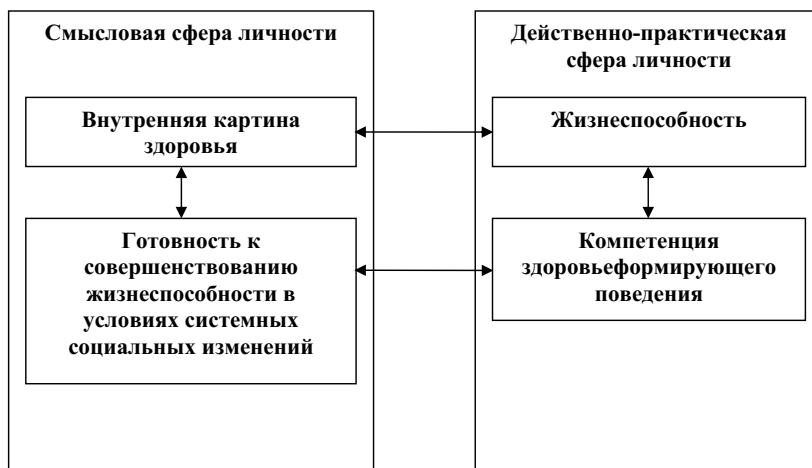 Смысловая сфера личности
Внутренняя картина
здоровья
Готовность к
совершенствованию
жизнеспособности в
условиях системных
социальных изменений
Действенно-практическая
сфера личности
Жизнеспособность
Компетенция
здоровьеформирующего
поведения